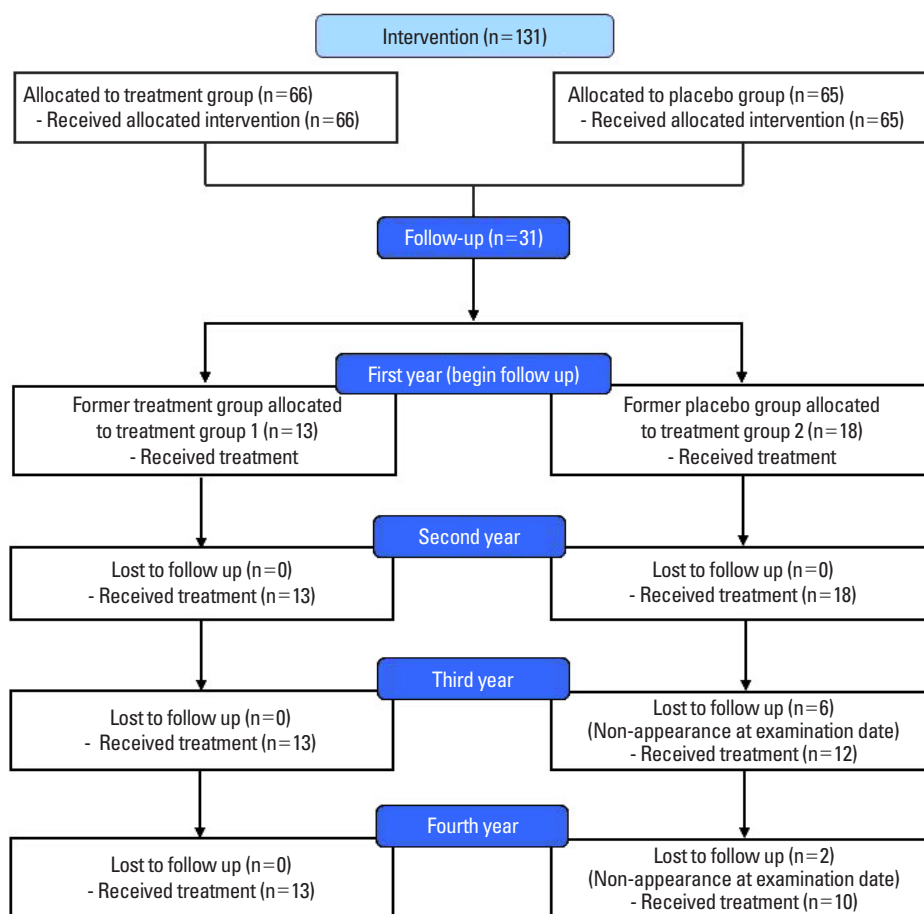 Intervention (n=131)
Allocated to treatment group (n=66)
- Received allocated intervention (n=66)
Allocated to placebo group (n=65)
- Received allocated intervention (n=65)
Follow-up (n=31)
First year (begin follow up)
Former treatment group allocated
to treatment group 1 (n=13)
- Received treatment
Former placebo group allocated
to treatment group 2 (n=18)
- Received treatment
Second year
Lost to follow up (n=0)
- Received treatment (n=13)
Lost to follow up (n=0)
- Received treatment (n=18)
Third year
Lost to follow up (n=0)
- Received treatment (n=13)
Lost to follow up (n=6)
(Non-appearance at examination date)
- Received treatment (n=12)
Fourth year
Lost to follow up (n=0)
- Received treatment (n=13)
Lost to follow up (n=2)
(Non-appearance at examination date)
- Received treatment (n=10)